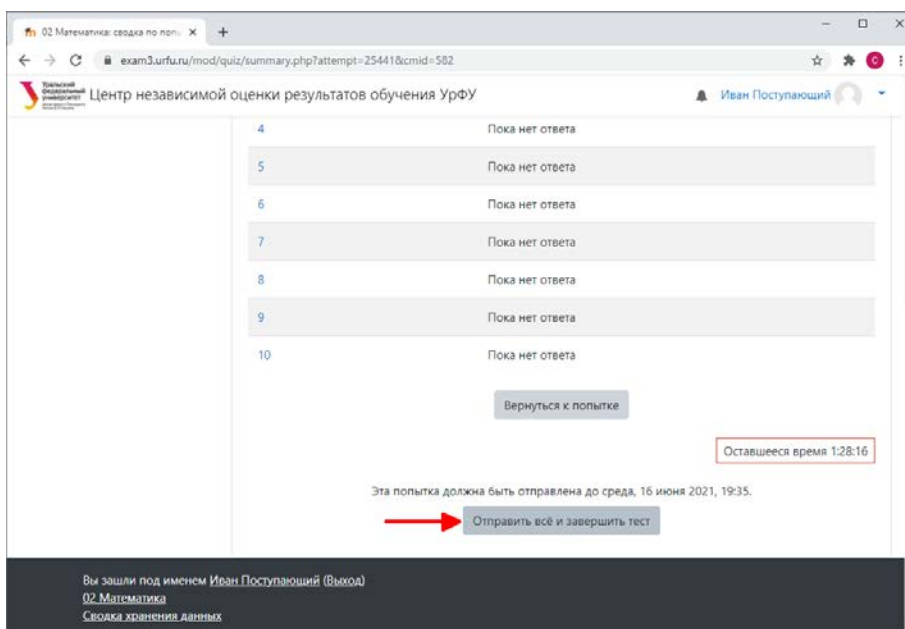 02 Математика: сводка по
exam3.urfu.ru/mod/quiz/summary.php?attempt=25441&cmid=582
C
Уральский
федеральный
университет
Центр независимой оценки результатов обучения УрФУ
Иван Поступающий
4 Пока нет ответа
5 Пока нет ответа
6 Пока нет ответа
7 Пока нет ответа
8 Пока нет ответа
9 Пока нет ответа
10 Пока нет ответа
Вернуться к попытке
Оставшееся время 1:28:16
Эта попытка должна быть отправлена до среда, 16 июня 2021, 19:35.
Отправить всё и завершить тест
Вы зашли под именем Иван Поступающий (Выход)
02 Математика
Сводка хранения данных